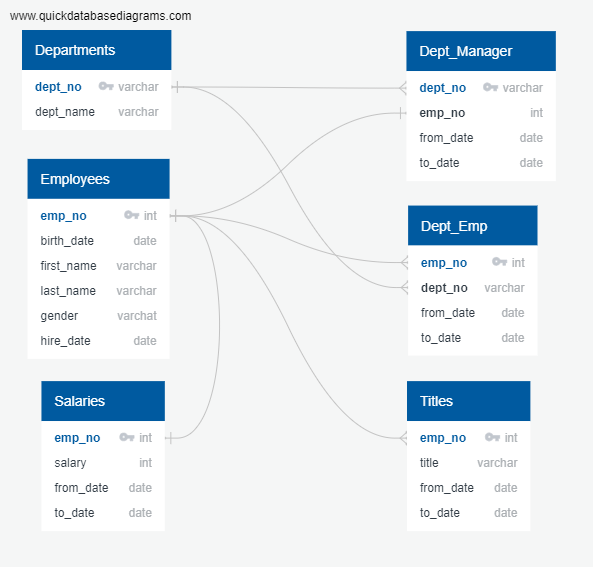 www.quickdatabasediagrams.com
Departments
dept_no varchar
dept_name varchar
Employees
emp_no int
birth_date date
first_name varchar
last_name varchar
gender varchat
hire_date date
Salaries
emp_no int
salary int
from_date date
to_date date
Dept_Manager
dept_no varchar
emp_no int
from_date date
to_date date
Dept_Emp
emp_no int
dept_no varchar
from_date date
to_date date
Titles
emp_no int
title varchar
from_date date
to_date date